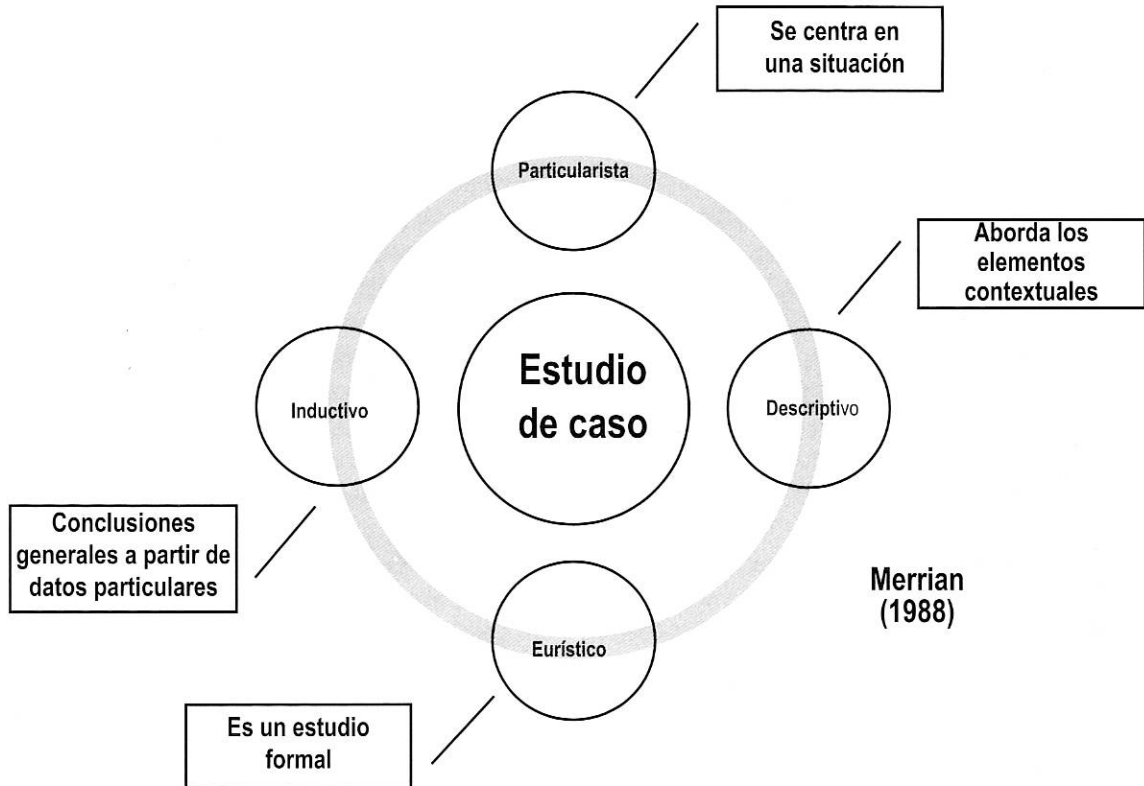 Se centra en
una situación
Particularista
Aborda los
elementos
contextuales
Estudio
de caso
Inductivo
Descriptivo
Conclusiones
generales a partir de
datos particulares
Merrian
(1988)
Eurístico
Es un estudio
formal